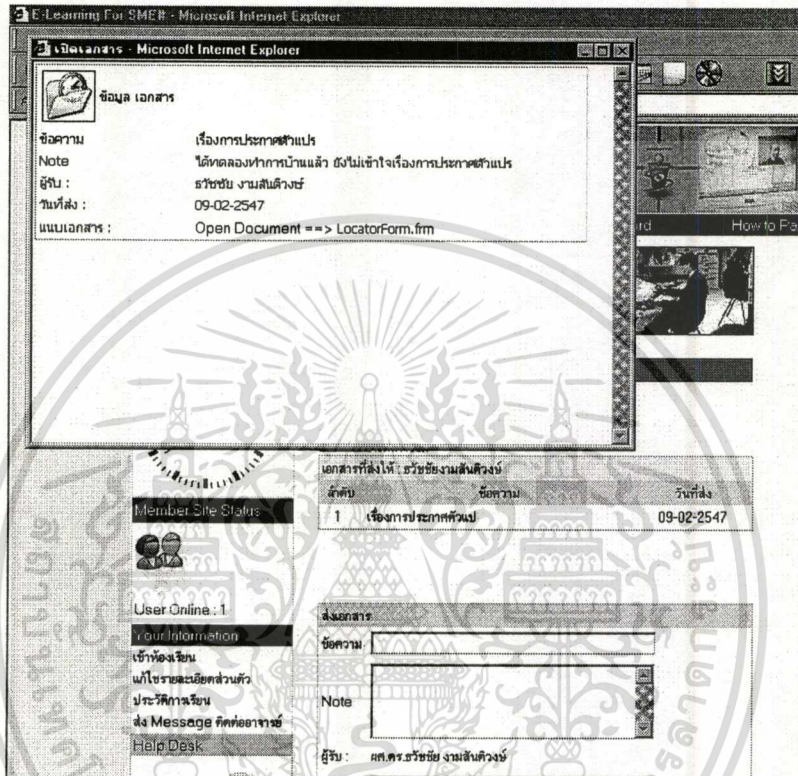 E-Learning For SME# - Microsoft Internet Explorer
เปิดเอกสาร - Microsoft Internet Explorer
ข้อมูล เอกสาร
ข้อความ เรื่องการประกาศตัวแปร
Note ได้ทดลองทำการบ้านแล้ว ยังไม่เข้าใจเรื่องการประกาศตัวแปร
ผู้รับ : ธวัชชัย งามสันติวงษ์
วันที่ส่ง : 09-02-2547
แนบเอกสาร : Open Document ==> LocatorForm.frm
rd How to Pa
เอกสารที่ส่งให้ : ธวัชชัยงามสันติวงษ์
ลำดับ ข้อความ วันที่ส่ง
1 เรื่องการประกาศตัวแป 09-02-2547
Member Site Status
User Online : 1
Your Information
เข้าห้องเรียน
แก้ไขรายละเอียดส่วนตัว
ประวัติการเรียน
ส่ง Message ติดต่ออาจารย์
Help Desk
ส่งเอกสาร
ข้อความ
Note
ผู้รับ : ผศ.ดร.ธวัชชัย งามสันติวงษ์